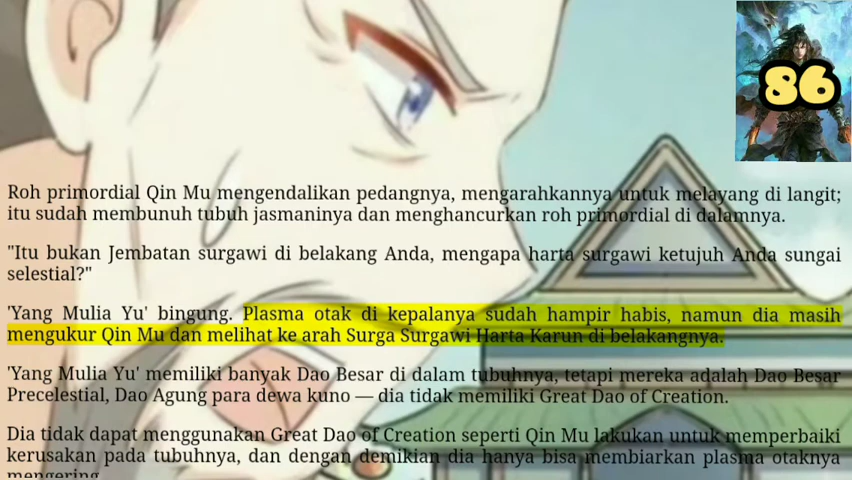 86
Roh primordial Qin Mu mengendalikan pedangnya, mengarahkannya untuk melayang di langit;
itu sudah membunuh tubuh jasmaninya dan menghancurkan roh primordial di dalamnya.
"Itu bukan Jembatan surgawi di belakang Anda, mengapa harta surgawi ketujuh Anda sungai
selestial?"
'Yang Mulia Yu' bingung. Plasma otak di kepalanya sudah hampir habis, namun dia masih
mengukur Qin Mu dan melihat ke arah Surga Surgawi Harta Karun di belakangnya.
'Yang Mulia Yu' memiliki banyak Dao Besar di dalam tubuhnya, tetapi mereka adalah Dao Besar
Precelestial, Dao Agung para dewa kuno — dia tidak memiliki Great Dao of Creation.
Dia tidak dapat menggunakan Great Dao of Creation seperti Qin Mu lakukan untuk memperbaiki
kerusakan pada tubuhnya, dan dengan demikian dia hanya bisa membiarkan plasma otaknya
mengering